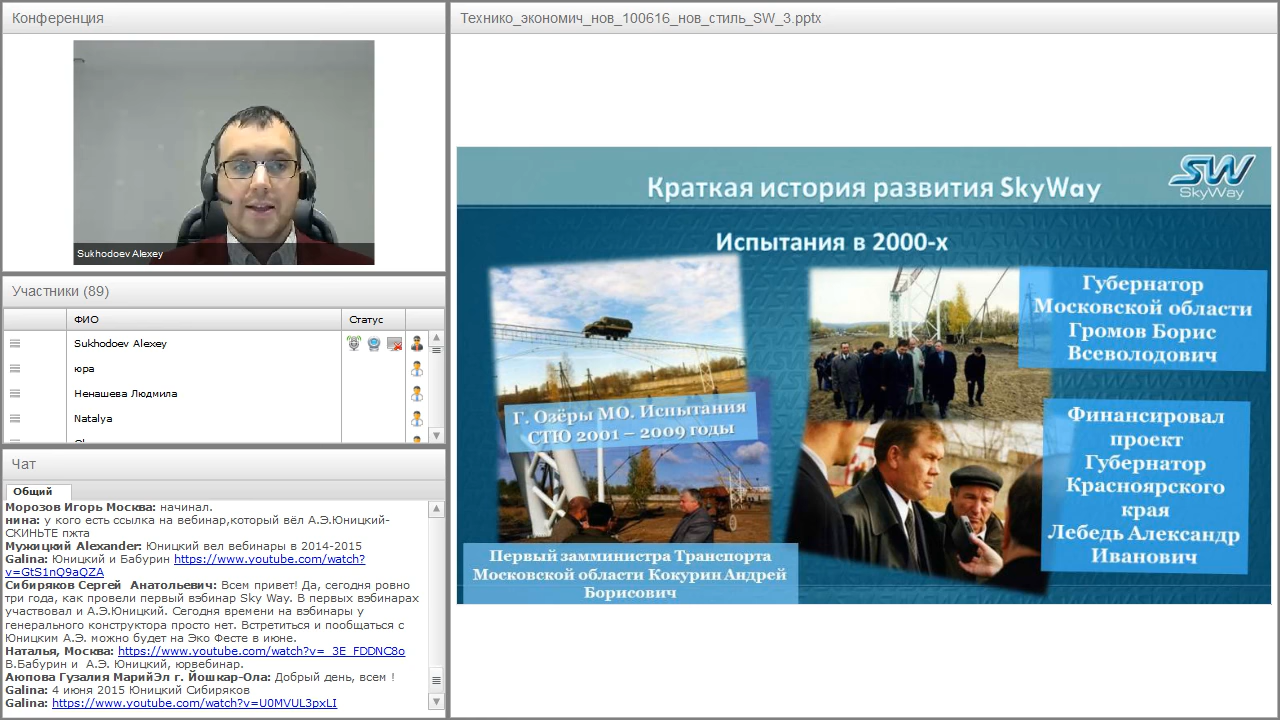 Конференция
Sukhodoev Alexey
Участники (89)
ФИО
Статус
Sukhodoev Alexey
юра
Ненашева Людмила
Natalya
Чат
Общий
Морозов Игорь Москва: начинал.
нина: у кого есть ссылка на вебинар,который вёл А.Э.Юницкий-
СКИНЬТЕ пжта
Мужицкий Alexander: Юницкий вел вебинары в 2014-2015
Galina: Юницкий и Бабурин https://www.youtube.com/watch?
v=GtS1nQ9aQZA
Сибиряков Сергей Анатольевич: Всем привет! Да, сегодня ровно
три года, как провели первый вэбинар Sky Way. В первых вэбинарах
участвовал и А.Э.Юницкий. Сегодня времени на вэбинары у
генерального конструктора просто нет. Встретиться и пообщаться с
Юницким А.Э. можно будет на Эко Фесте в июне.
Наталья, Москва: https://www.youtube.com/watch?v=_3E_FDDNC8o
В.Бабурин и А.Э. Юницкий, юрвебинар.
Аюпова Гузалия МарийЭл г. Йошкар-Ола: Добрый день, всем !
Galina: 4 июня 2015 Юницкий Сибиряков
Galina: https://www.youtube.com/watch?v=U0MVUL3pxLI
Технико_экономич_нов_100616_нов_стиль_SW_3.pptx
Краткая история развития SkyWay
SW
SkyWay
Испытания в 2000-х
Г. Озёры МО. Испытания
СТЮ 2001 – 2009 годы
Первый замминистра Транспорта
Московской области Кокурин Андрей
Борисович
Губернатор
Московской области
Громов Борис
Всеволодович
Финансировал
проект
Губернатор
Красноярского
края
Лебедь Александр
Иванович